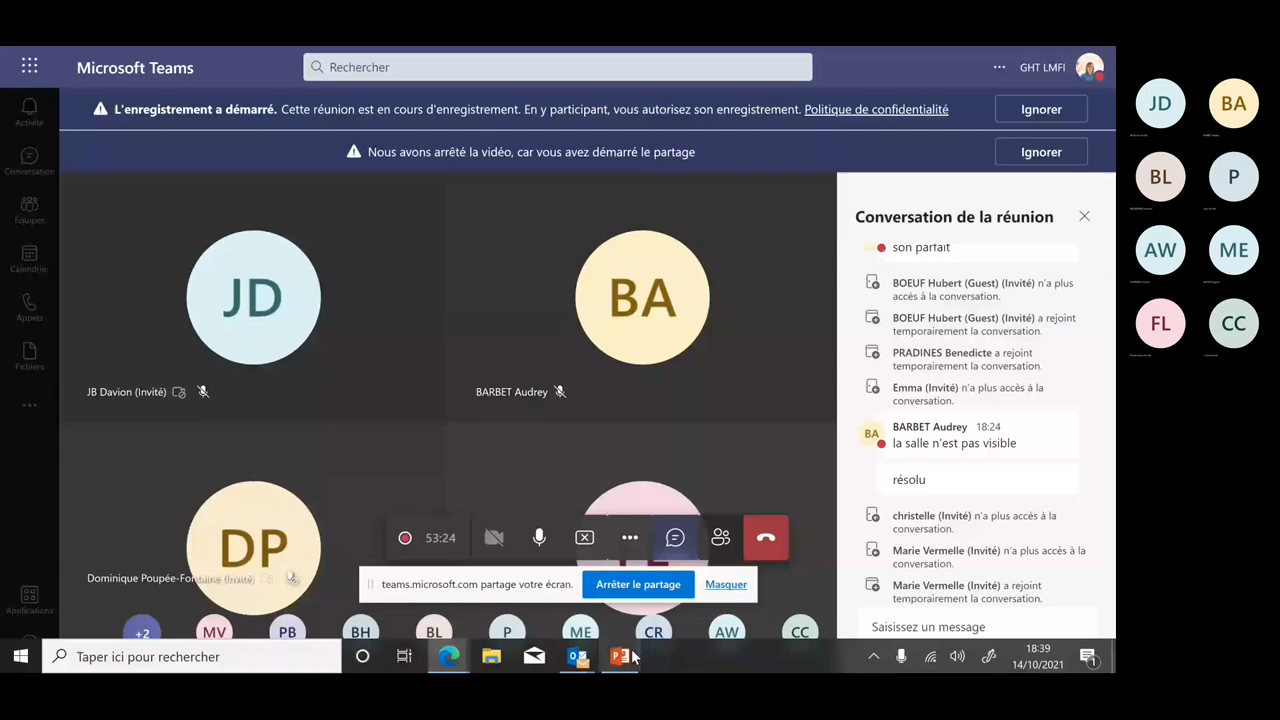 Microsoft Teams
Rechercher
GHT LMFI
L'enregistrement a démarré. Cette réunion est en cours d'enregistrement. En y participant, vous autorisez son enregistrement. Politique de confidentialité
Ignorer
Nous avons arrêté la vidéo, car vous avez démarré le partage
Ignorer
Activité
Conversation
Équipes
Calendrier
Appels
Fichiers
Applications
JD
JB Davion (Invité)
BA
BARBET Audrey
DP
Dominique Poupée-Fontaine (Invité)
53:24
teams.microsoft.com partage votre écran.
Arrêter le partage
Masquer
+2
MV
PB
BH
BL
P
ME
CR
AW
CC
Conversation de la réunion
son parfait
BOEUF Hubert (Guest) (Invité) n'a plus
accès à la conversation.
BOEUF Hubert (Guest) (Invité) a rejoint
temporairement la conversation.
PRADINES Benedicte a rejoint
temporairement la conversation.
Emma (Invité) n'a plus accès à la
conversation.
BA
BARBET Audrey 18:24
la salle n'est pas visible
résolu
christelle (Invité) n'a plus accès à la
conversation.
Marie Vermelle (Invité) n'a plus accès à la
conversation.
Marie Vermelle (Invité) a rejoint
temporairement la conversation.
Saisissez un message
Taper ici pour rechercher
18:39
14/10/2021
1
JD
BA
BL
P
AW
ME
FL
CC